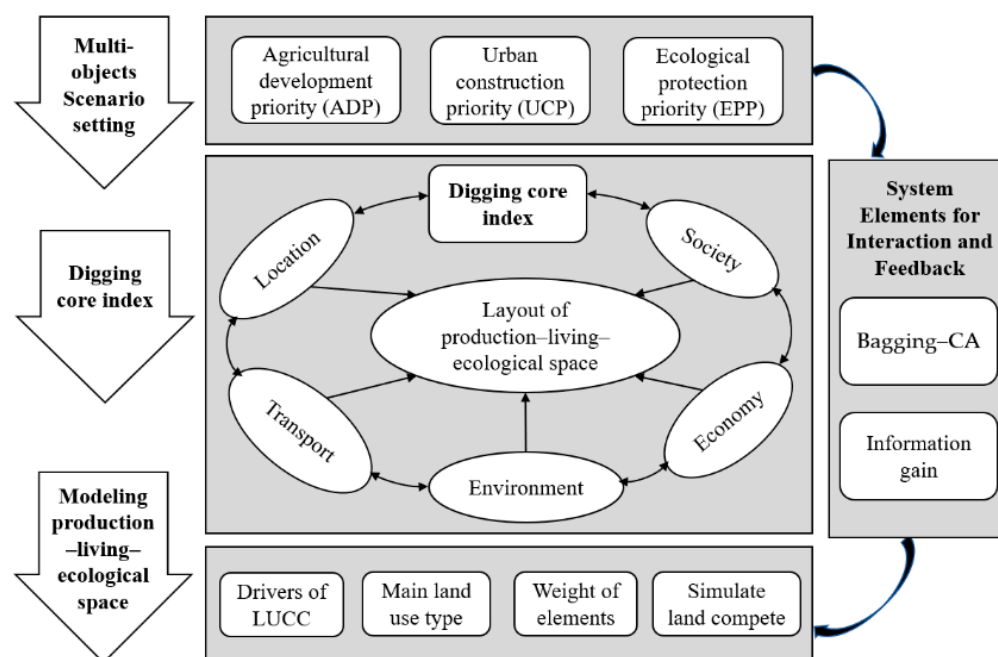 Multi-
objects
Scenario
setting
Agricultural
development
priority (ADP)
Urban
construction
priority (UCP)
Ecological
protection
priority (EPP)
Digging
core index
Digging core
index
Location
Society
Layout of
production–living–
ecological space
Transport
Economy
Environment
System
Elements for
Interaction and
Feedback
Bagging–CA
Information
gain
Modeling
production
–living–
ecological
space
Drivers of
LUCC
Main land
use type
Weight of
elements
Simulate
land compete